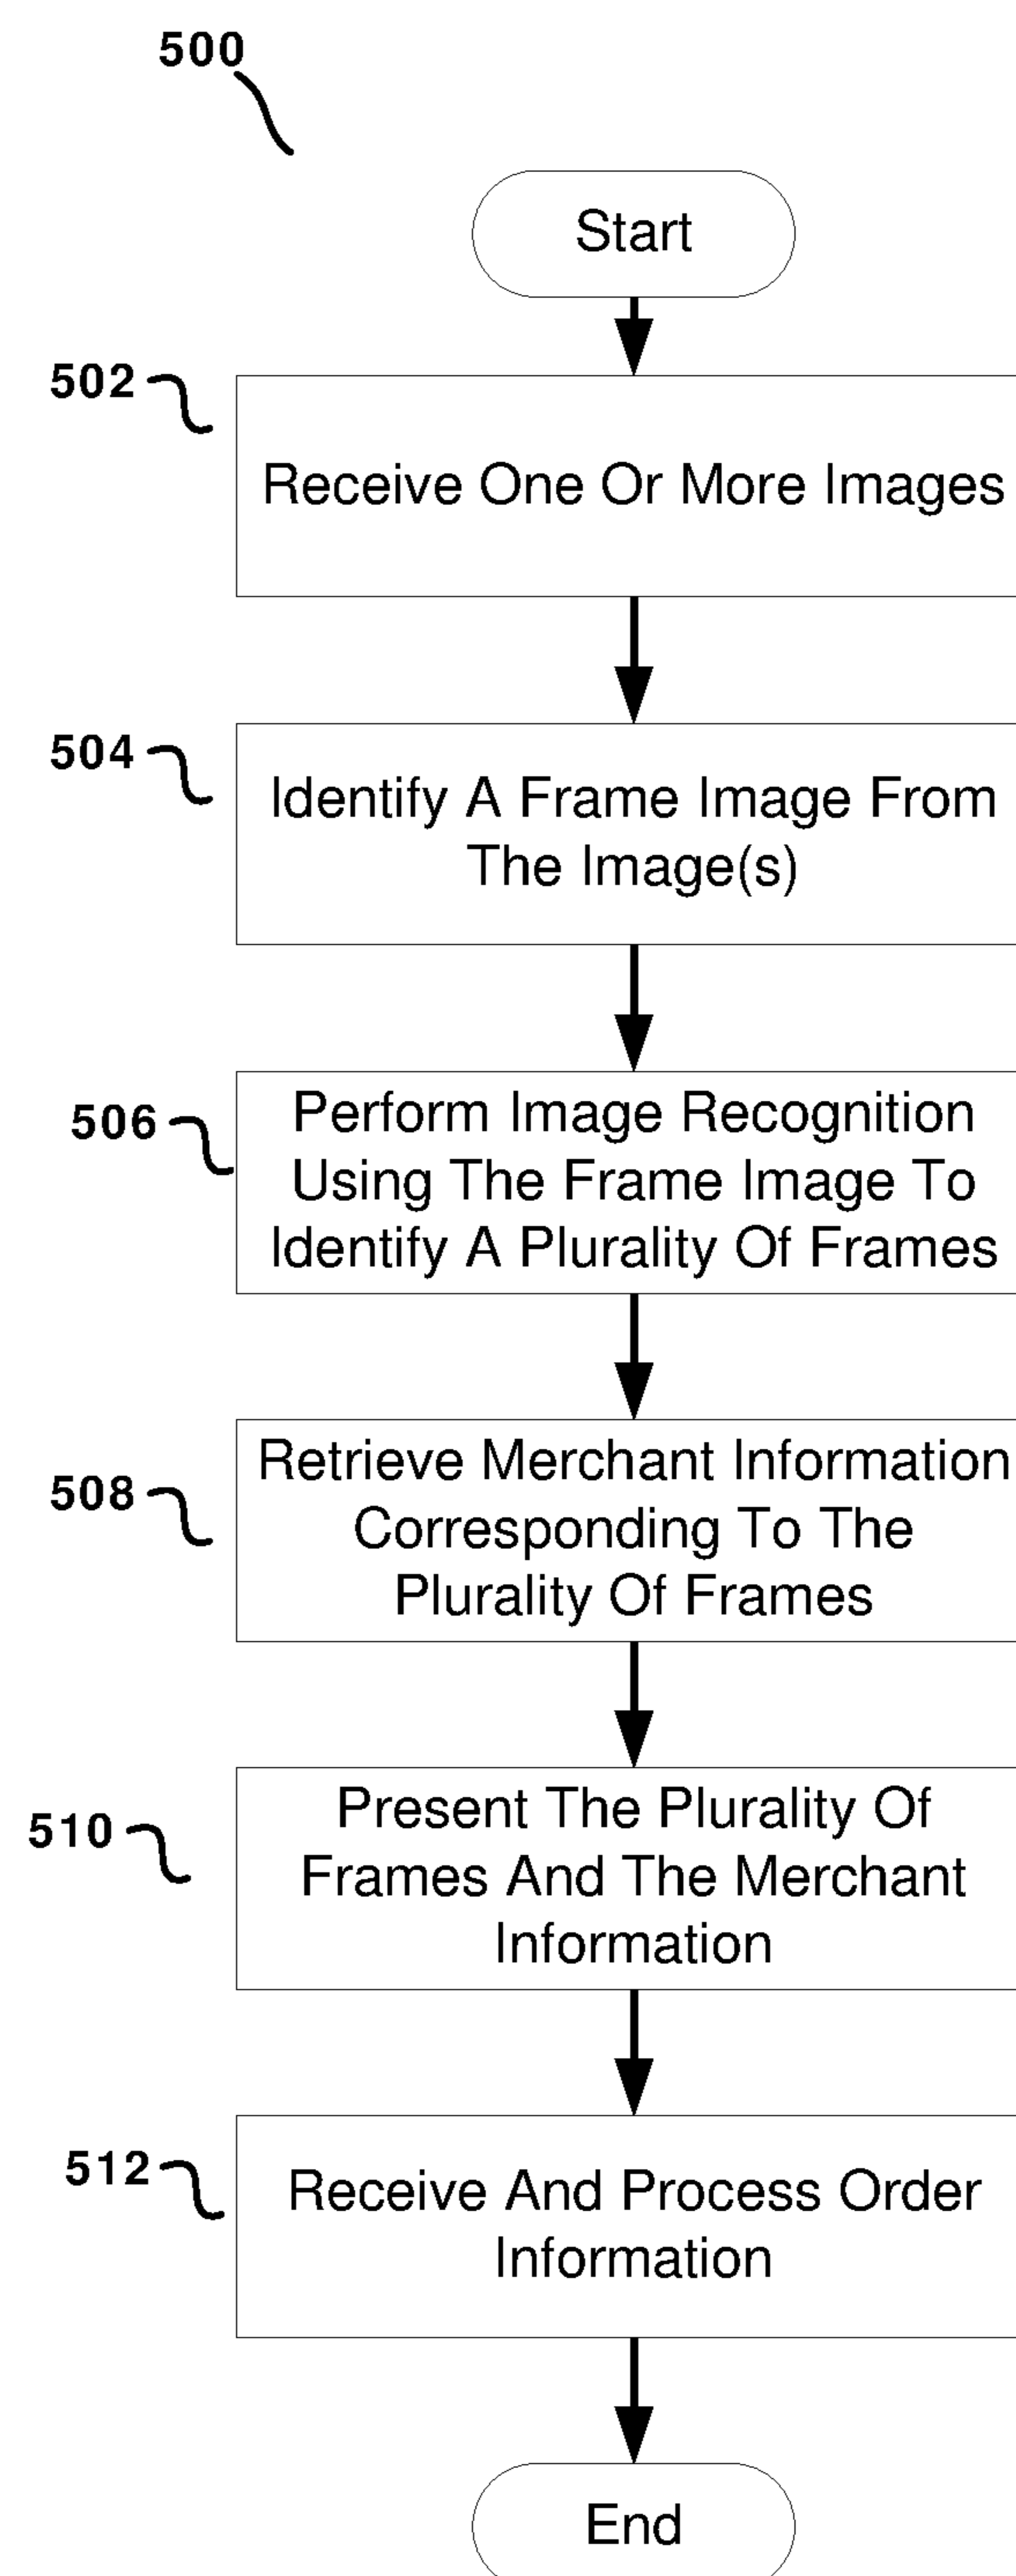 500
Start
502
Receive One Or More Images
504
Identify A Frame Image From
The Image(s)
506
Perform Image Recognition
Using The Frame Image To
Identify A Plurality Of Frames
508
Retrieve Merchant Information
Corresponding To The
Plurality Of Frames
510
Present The Plurality Of
Frames And The Merchant
Information
512
Receive And Process Order
Information
End